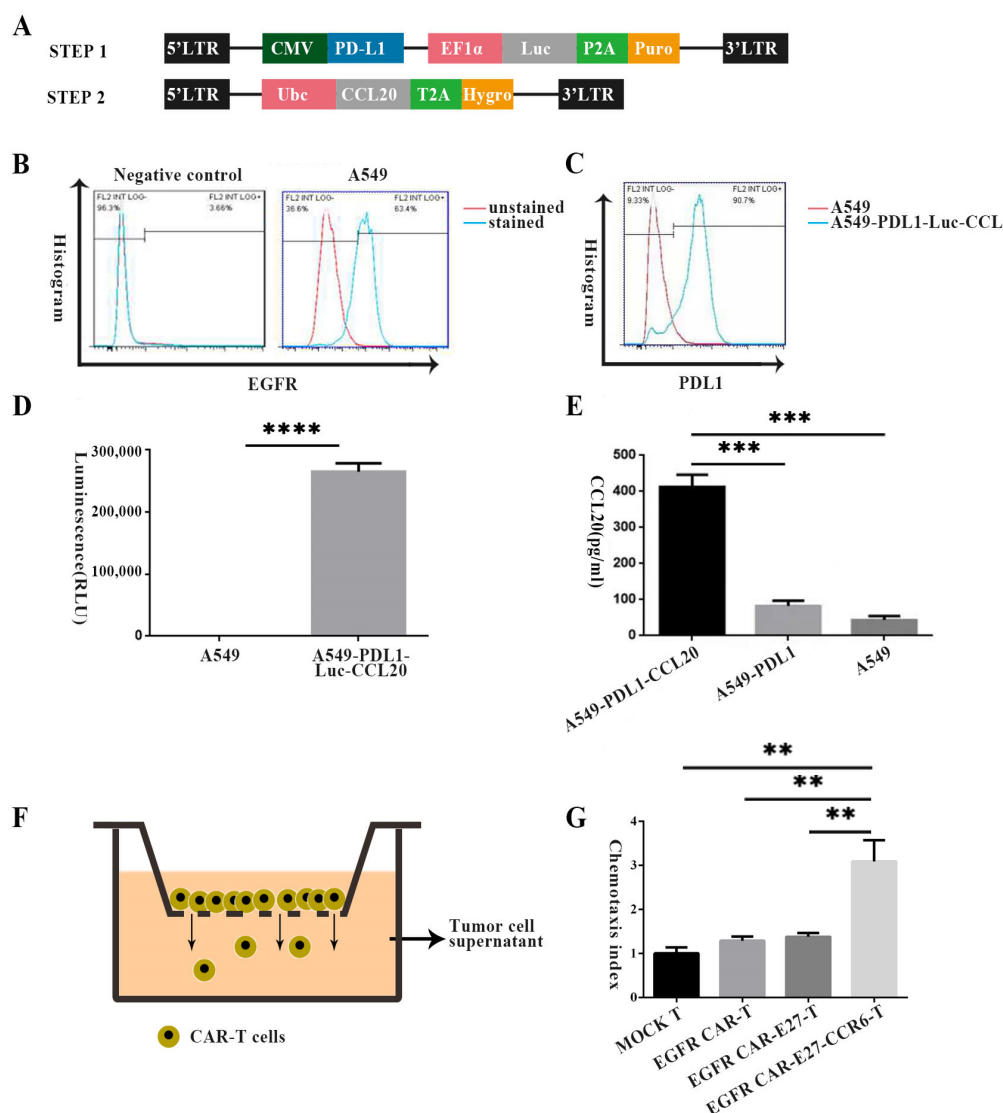 A
STEP 1
5'LTR CMV PD-L1 EF1α Luc P2A Puro 3'LTR
STEP 2
5'LTR Ubc CCL20 T2A Hygro 3'LTR
B
Negative control
A549
FL2 INT LOG- FL2 INT LOG+
96.3% 3.66%
FL2 INT LOG- FL2 INT LOG+
36.6% 63.4%
unstained
stained
Histogram
EGFR
C
FL2 INT LOG- FL2 INT LOG+
9.33% 90.7%
A549
A549-PDL1-Luc-CCL
Histogram
PDL1
D
****
Luminescence(RLU)
300,000
200,000
100,000
0
A549
A549-PDL1-
Luc-CCL20
E
***
***
CCL20(pg/ml)
500
400
300
200
100
0
A549-PDL1-CCL20
A549-PDL1
A549
F
Tumor cell
supernatant
CAR-T cells
G
**
**
**
Chemotaxis index
4
3
2
1
0
MOCK T
EGFR CAR-T
EGFR CAR-E27-T
EGFR CAR-E27-CCR6-T